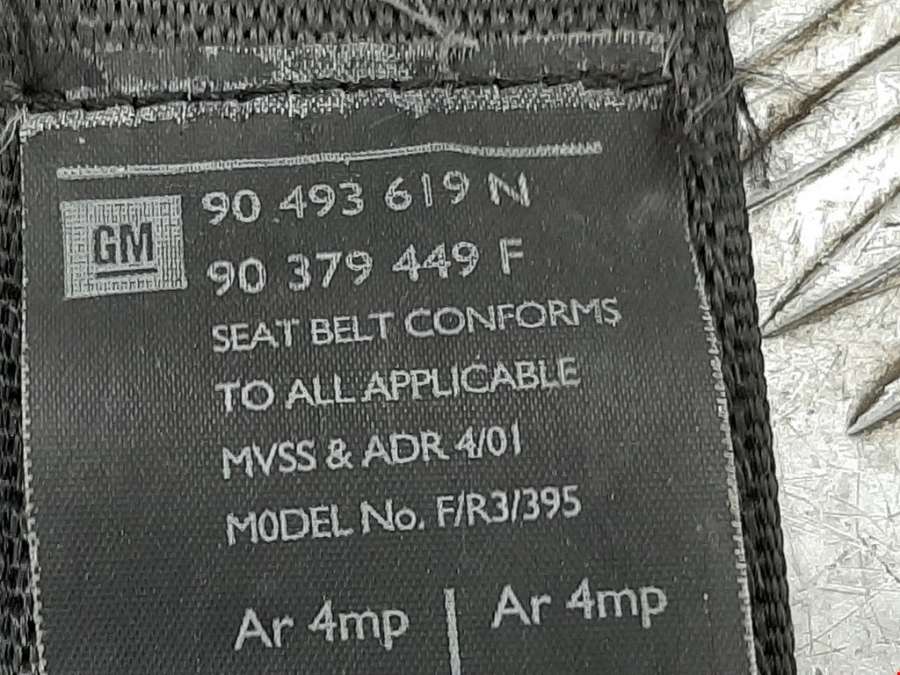 90 493 619 N
GM
90 379 449 F
SEAT BELT CONFORMS
TO ALL APPLICABLE
MVSS & ADR 4/01
MODEL No. F/R3/395
Ar 4mp | Ar 4mp